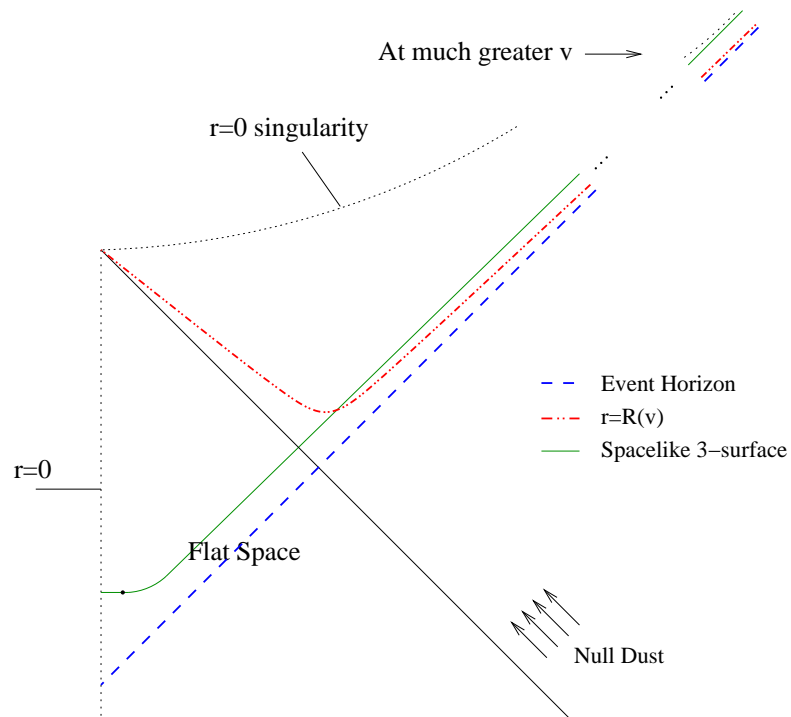 At much greater v
r=0 singularity
Event Horizon
r=R(v)
Spacelike 3−surface
r=0
Flat Space
Null Dust